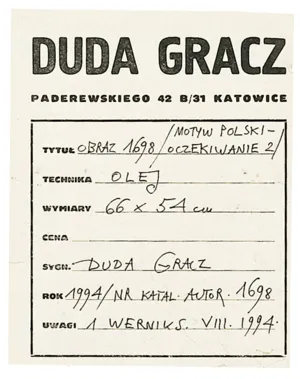 DUDA GRACZ
PADEREWSKIEGO 42 B/31 KATOWICE
/MOTYW POLSKI-
TYTUŁ OBRAZ 1698/OCZEKIWANIE 2/
TECHNIKA OLEJ
WYMIARY 66 x 54 cm
CENA
SYGN. DUDA GRACZ
ROK 1994/NR KATAL. AUTOR. 1698
UWAGI 1 WERNIKS. VIII. 1994.